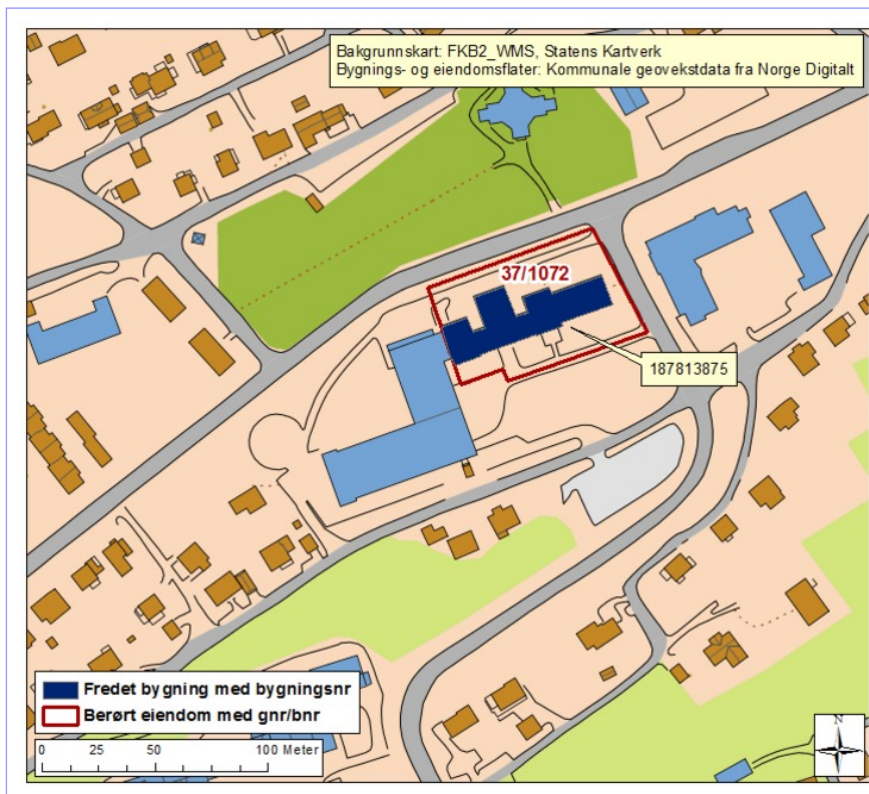 Bakgrunnskart: FKB2_WMS, Statens Kartverk
Bygnings- og eiendomsflater: Kommunale geovekstdata fra Norge Digitalt
37/1072
187813875
Fredet bygning med bygningsnr
Berørt eiendom med gnr/bnr
0 25 50 100 Meter
N